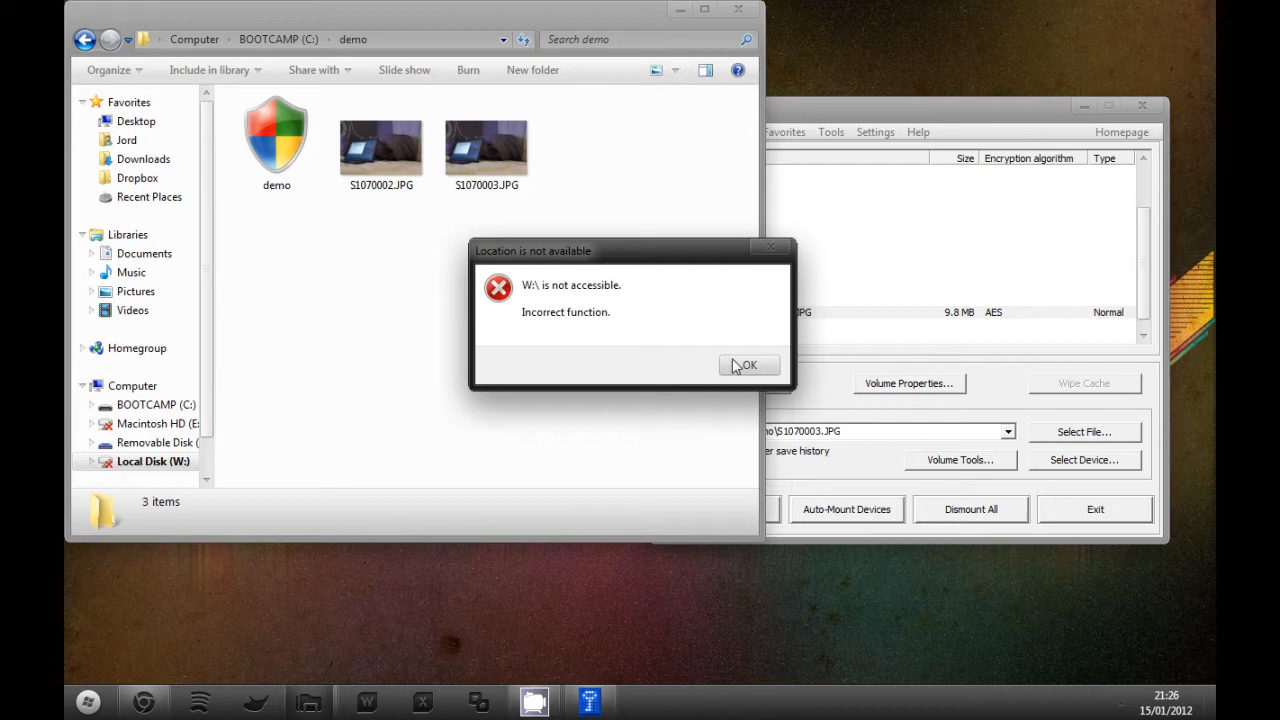 Computer
BOOTCAMP (C:)
demo
Search demo
Organize
Include in library
Share with
Slide show
Burn
New folder
Favorites
Desktop
Jord
Downloads
Dropbox
Recent Places
Libraries
Documents
Music
Pictures
Videos
Homegroup
Computer
BOOTCAMP (C:)
Macintosh HD (E:
Removable Disk (
Local Disk (W:)
demo
S1070002.JPG
S1070003.JPG
3 items
Location is not available
W:\ is not accessible.
Incorrect function.
OK
Favorites Tools Settings Help Homepage
Size Encryption algorithm Type
JPG 9.8 MB AES Normal
Volume Properties... Wipe Cache
no\S1070003.JPG Select File...
er save history
Volume Tools... Select Device...
Auto-Mount Devices Dismount All Exit
21:26
15/01/2012